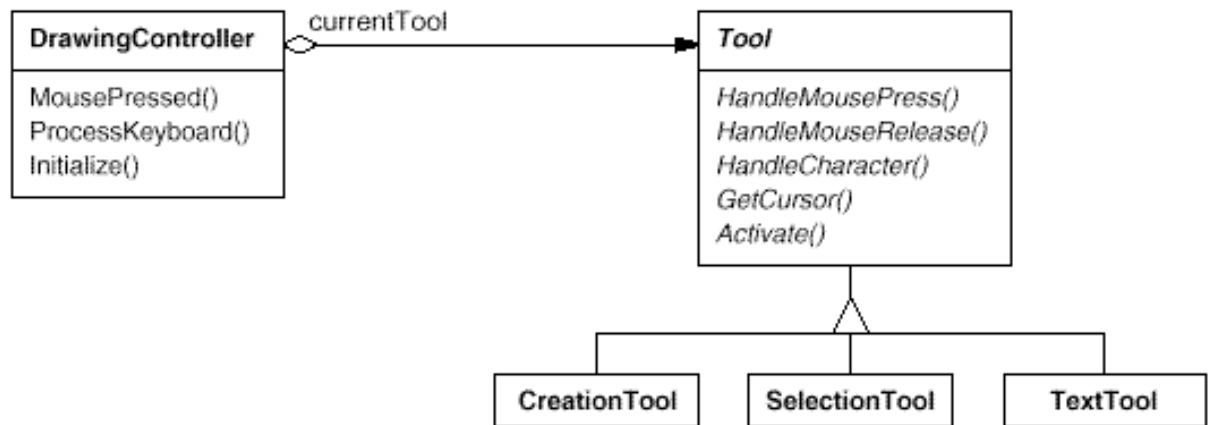 DrawingController
MousePressed()
ProcessKeyboard()
Initialize()
currentTool
Tool
HandleMousePress()
HandleMouseRelease()
HandleCharacter()
GetCursor()
Activate()
CreationTool
SelectionTool
TextTool